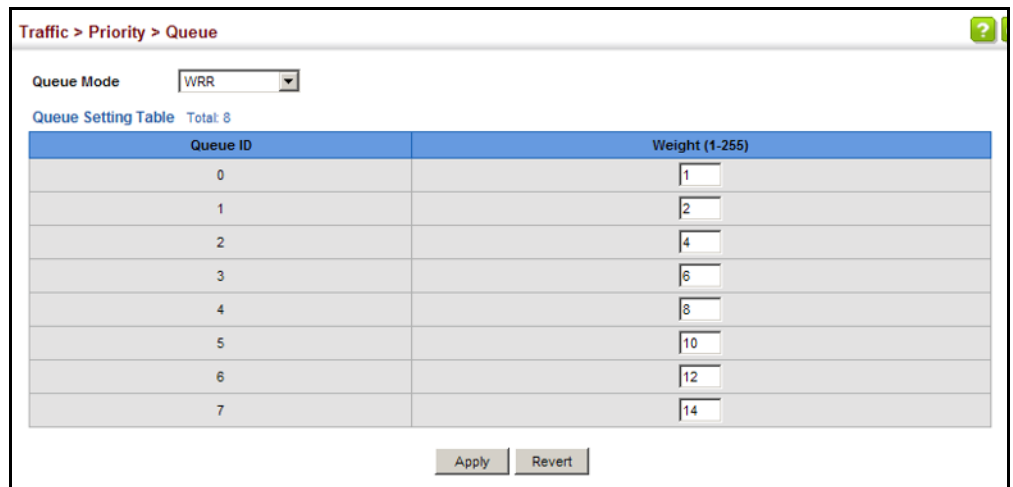 Traffic > Priority > Queue
?
Queue Mode WRR
Queue Setting Table Total: 8
Queue ID Weight (1-255)
0 1
1 2
2 4
3 6
4 8
5 10
6 12
7 14
Apply Revert